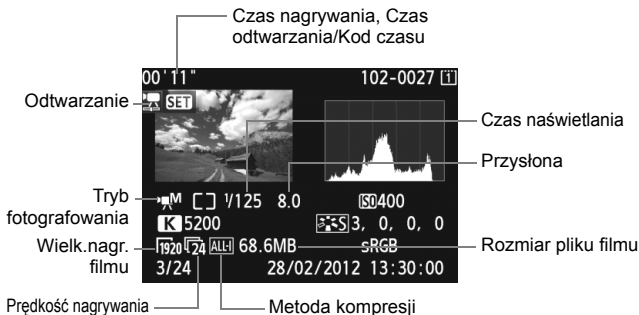 Czas nagrywania, Czas
odtwarzania/Kod czasu
00'11" 102-0027 1
Odtwarzanie
SET
Czas naświetlania
Przysłona
Tryb
fotografowania
M 1/125 8.0 ISO 400
K 5200 S 3, 0, 0, 0
Wielk.nagr.
filmu
1920 24 ALL-I 68.6MB sRGB
Rozmiar pliku filmu
3/24 28/02/2012 13:30:00
Prędkość nagrywania
Metoda kompresji